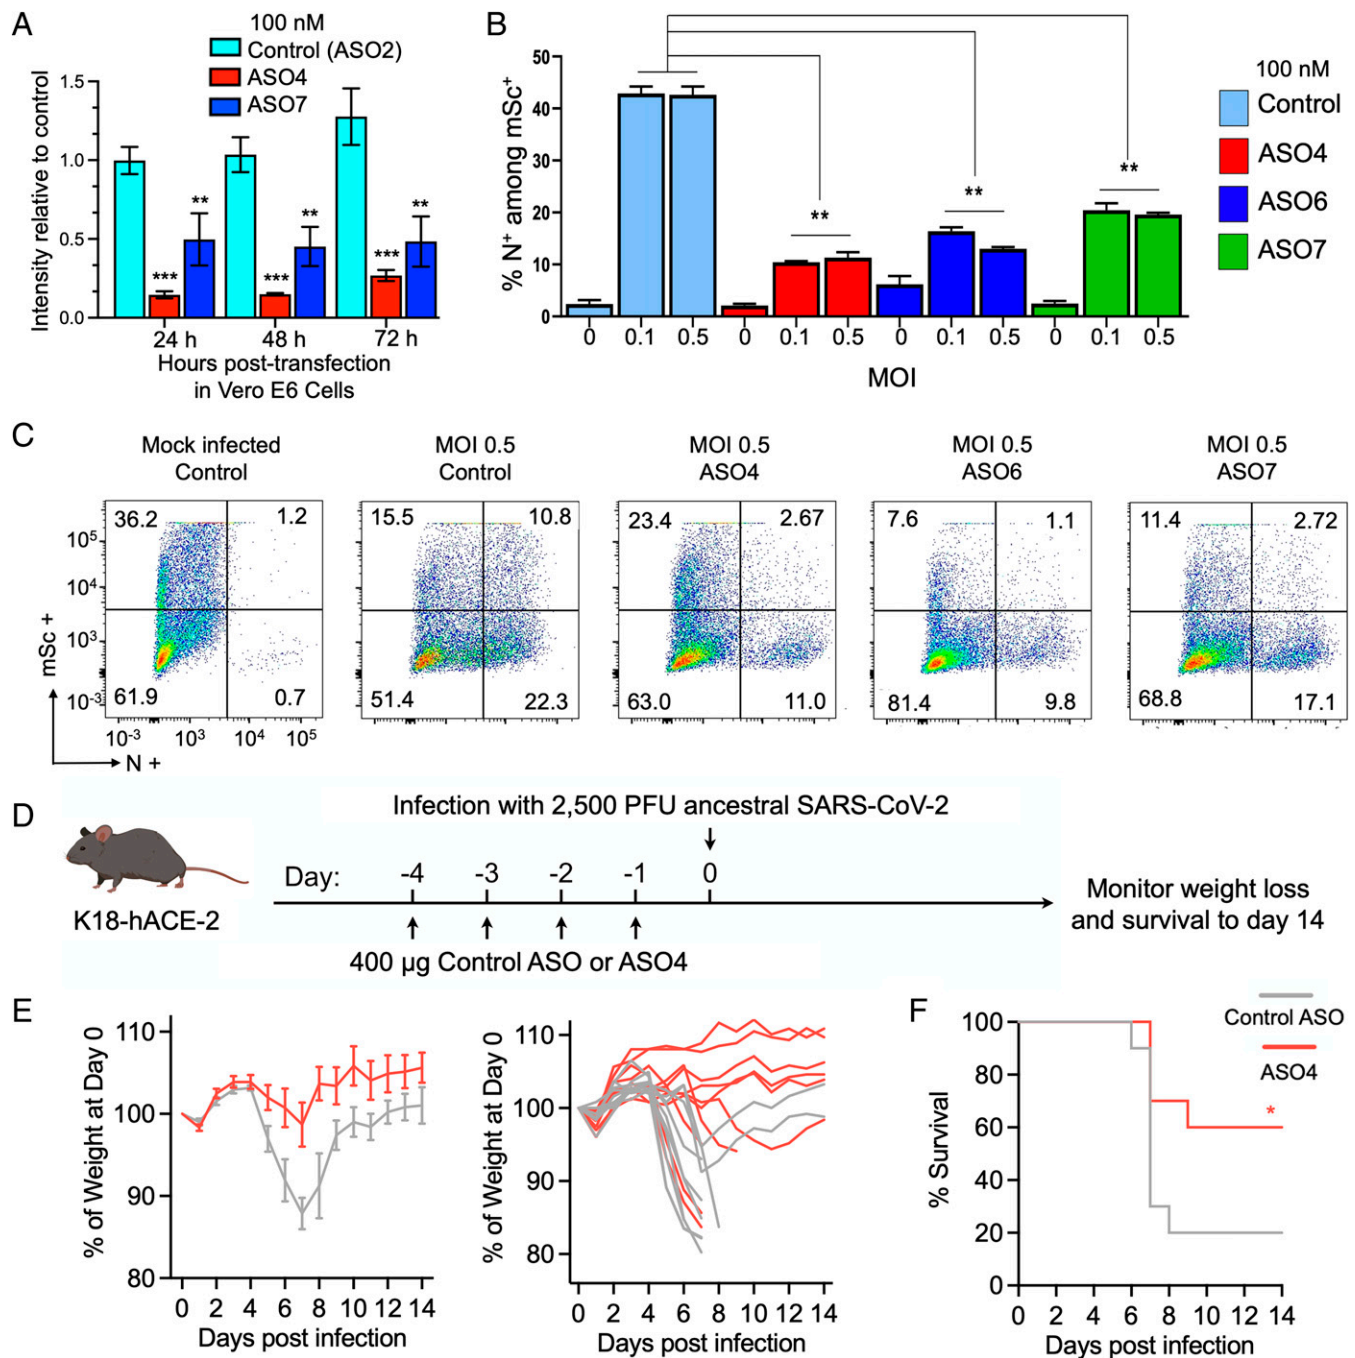 A
100 nM
Control (ASO2)
ASO4
ASO7
Intensity relative to control
1.5
1.0
0.5
0.0
***
**
***
**
***
**
24 h
48 h
72 h
Hours post-transfection
in Vero E6 Cells
B
% N+ among mSc+
50
40
30
20
10
0
**
**
**
0
0.1
0.5
0
0.1
0.5
0
0.1
0.5
0
0.1
0.5
MOI
100 nM
Control
ASO4
ASO6
ASO7
C
Mock infected
Control
MOI 0.5
Control
MOI 0.5
ASO4
MOI 0.5
ASO6
MOI 0.5
ASO7
mSc +
10^5
10^4
10^3
10^-3
36.2
1.2
61.9
0.7
10^-3
10^3
10^4
10^5
N +
15.5
10.8
51.4
22.3
23.4
2.67
63.0
11.0
7.6
1.1
81.4
9.8
11.4
2.72
68.8
17.1
D
Infection with 2,500 PFU ancestral SARS-CoV-2
K18-hACE-2
Day:
-4
-3
-2
-1
0
400 μg Control ASO or ASO4
Monitor weight loss
and survival to day 14
E
% of Weight at Day 0
110
100
90
80
0
2
4
6
8
10
12
14
Days post infection
% of Weight at Day 0
110
100
90
80
0
2
4
6
8
10
12
14
Days post infection
F
Control ASO
ASO4
% Survival
100
80
60
40
20
0
*
0
2
4
6
8
10
12
14
Days post infection